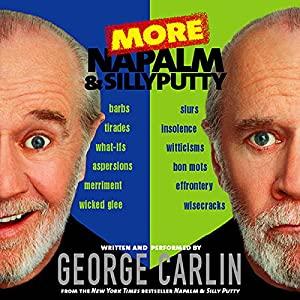 MORE
NAPALM
& SILLY PUTTY
barbs
tirades
what-ifs
aspersions
merriment
wicked glee
slurs
insolence
witticisms
bon mots
effrontery
wisecracks
WRITTEN AND PERFORMED BY
GEORGE CARLIN
FROM THE NEW YORK TIMES BESTSELLER NAPALM & SILLY PUTTY